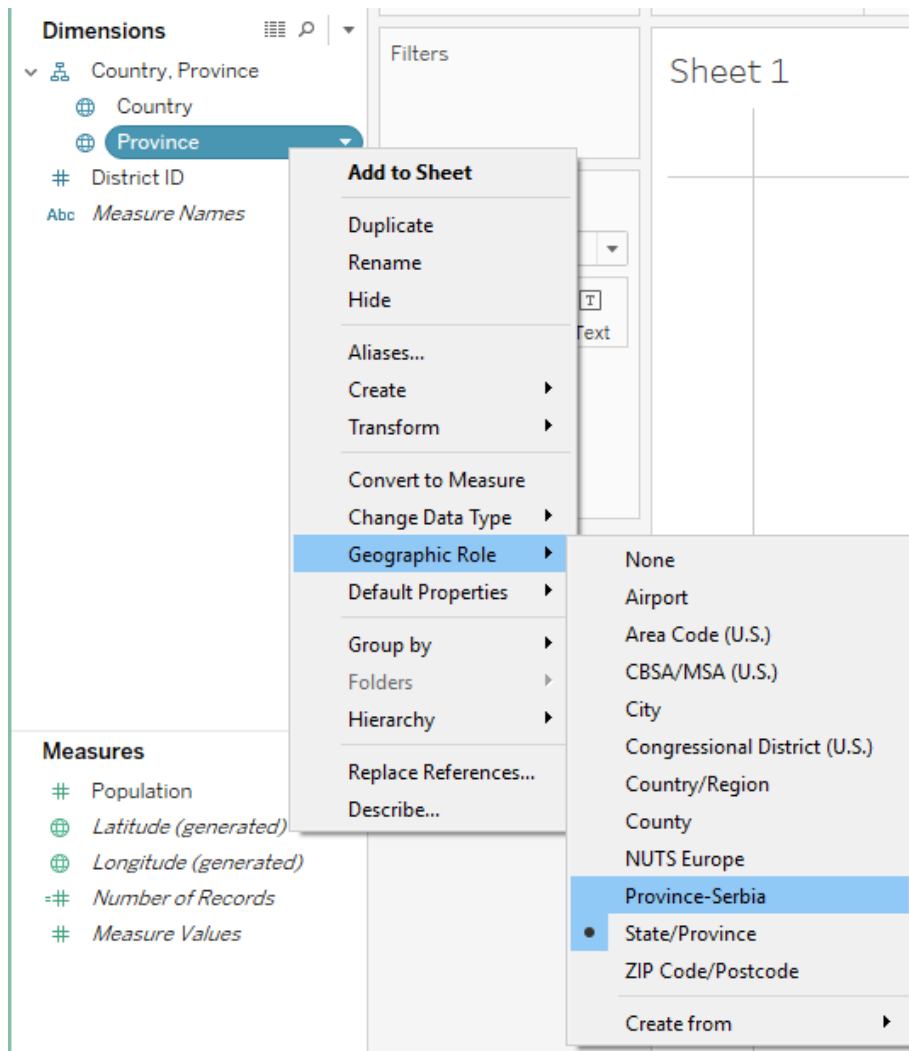 Dimensions
Country, Province
Country
Province
District ID
Abc Measure Names
Measures
Population
Latitude (generated)
Longitude (generated)
Number of Records
Measure Values
Filters
Sheet 1
T
Text
Add to Sheet
Duplicate
Rename
Hide
Aliases...
Create
Transform
Convert to Measure
Change Data Type
Geographic Role
Default Properties
Group by
Folders
Hierarchy
Replace References...
Describe...
None
Airport
Area Code (U.S.)
CBSA/MSA (U.S.)
City
Congressional District (U.S.)
Country/Region
County
NUTS Europe
Province-Serbia
State/Province
ZIP Code/Postcode
Create from